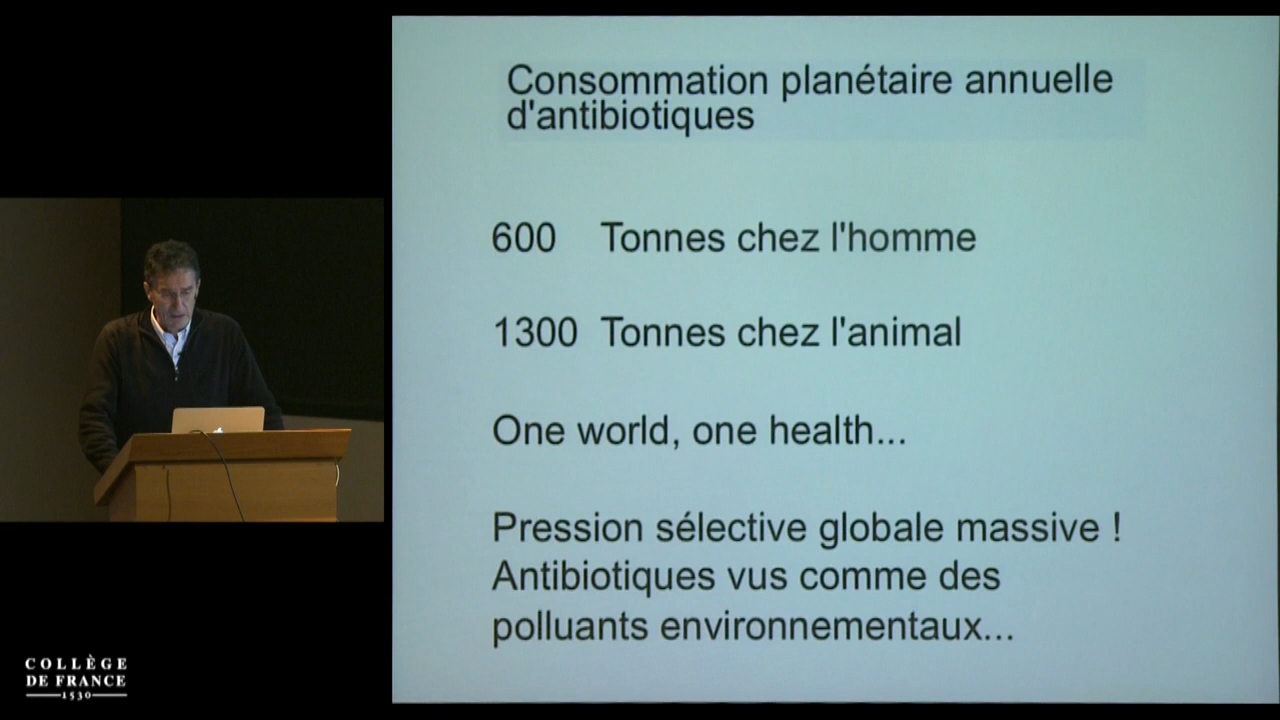 Consommation planétaire annuelle
d'antibiotiques
600 Tonnes chez l'homme
1300 Tonnes chez l'animal
One world, one health...
Pression sélective globale massive !
Antibiotiques vus comme des
polluants environnementaux...
COLLÈGE
DE FRANCE
1530